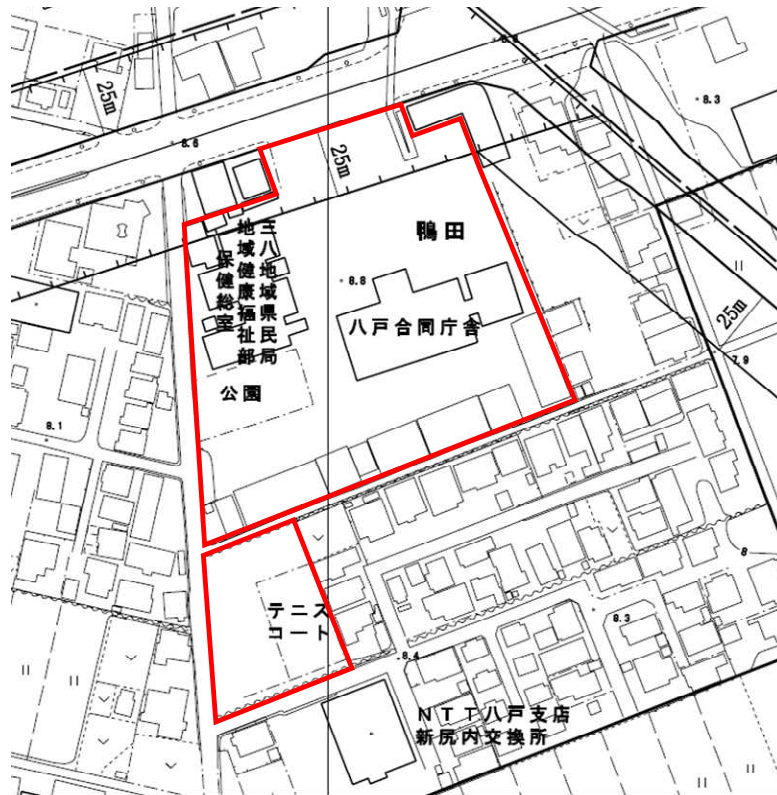 25m
8.6
8.9
8.3
25m
鴨田
三八地域県民局
地域健康福祉部
保健総室
8.8
八戸合同庁舎
25m
7.9
公園
8.1
テニス
コート
8
8.3
8.4
NTT八戸支店
新尻内交換所